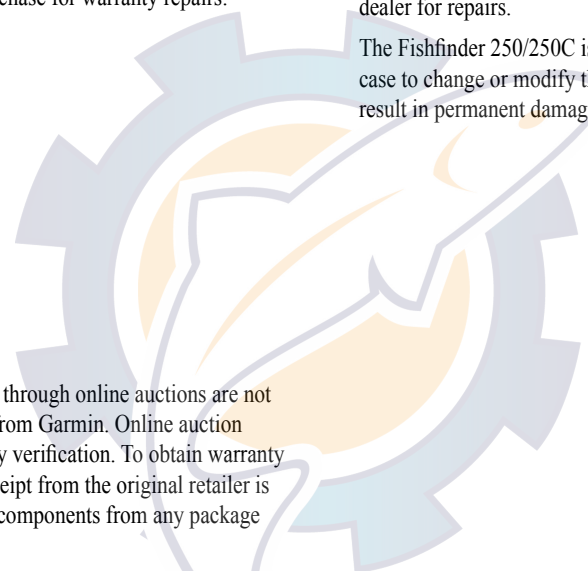 chase for warranty repairs.
dealer for repairs.
The Fishfinder 250/250C is
case to change or modify t
result in permanent damag
through online auctions are not
from Garmin. Online auction
verification. To obtain warranty
eipt from the original retailer is
components from any package